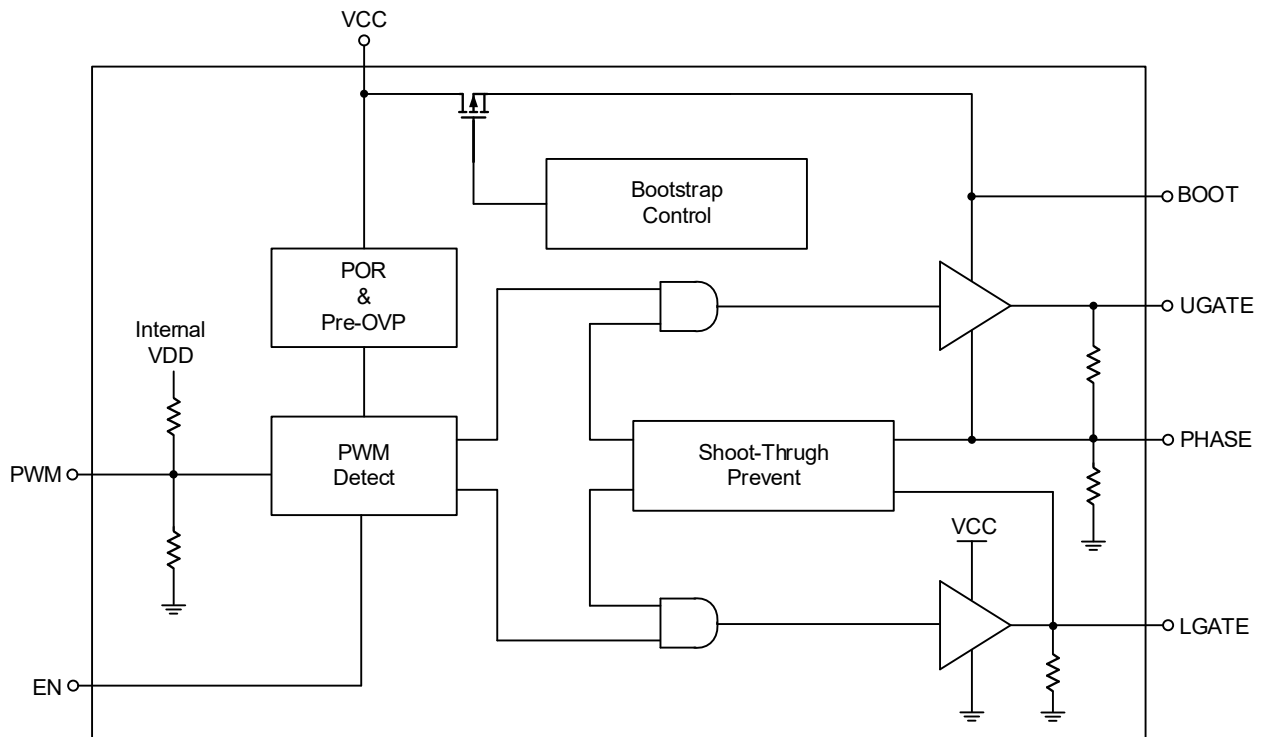 VCC
Bootstrap
Control
BOOT
POR
&
Pre-OVP
UGATE
Internal
VDD
PWM
PWM
Detect
Shoot-Thrugh
Prevent
PHASE
VCC
LGATE
EN